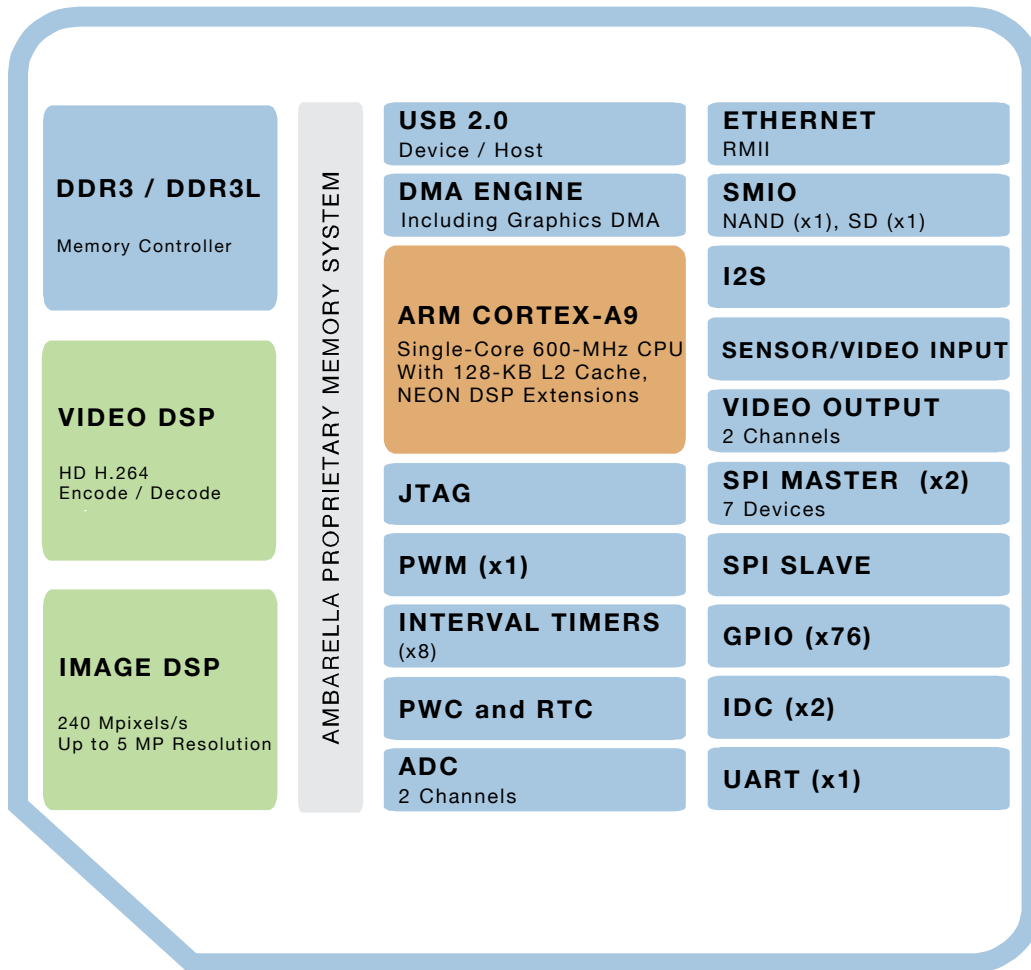 DDR3 / DDR3L
Memory Controller
VIDEO DSP
HD H.264
Encode / Decode
IMAGE DSP
240 Mpixels/s
Up to 5 MP Resolution
AMBARELLA PROPRIETARY MEMORY SYSTEM
USB 2.0
Device / Host
DMA ENGINE
Including Graphics DMA
ARM CORTEX-A9
Single-Core 600-MHz CPU
With 128-KB L2 Cache,
NEON DSP Extensions
JTAG
PWM (x1)
INTERVAL TIMERS
(x8)
PWC and RTC
ADC
2 Channels
ETHERNET
RMII
SMIO
NAND (x1), SD (x1)
I2S
SENSOR/VIDEO INPUT
VIDEO OUTPUT
2 Channels
SPI MASTER (x2)
7 Devices
SPI SLAVE
GPIO (x76)
IDC (x2)
UART (x1)